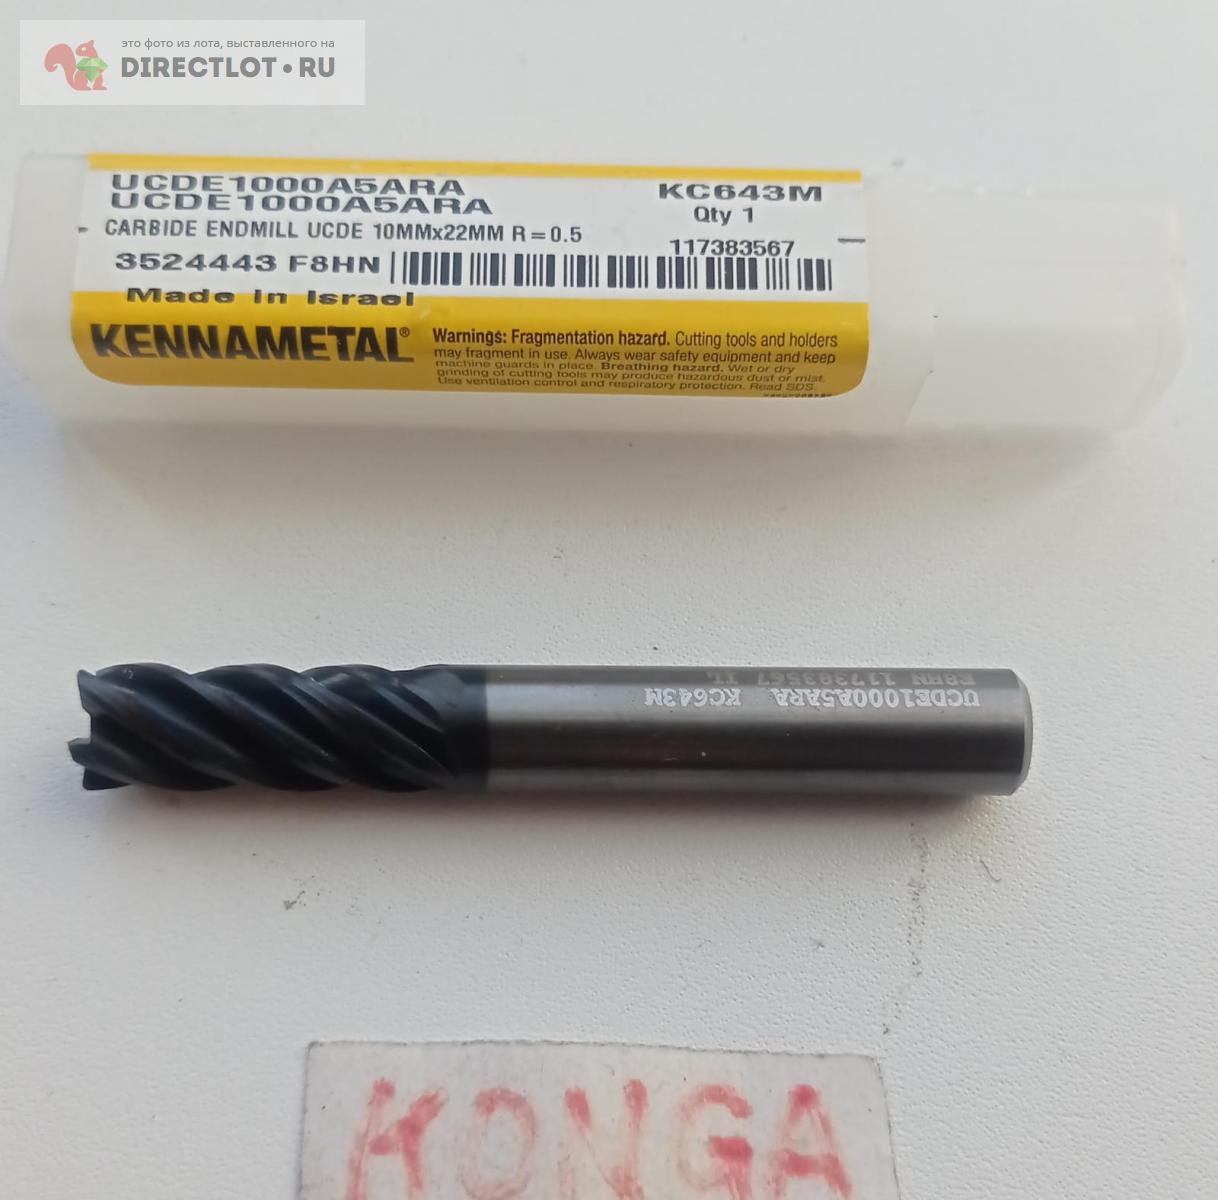 это фото из лота, выставленного на
DIRECTLOT•RU
UCDE1000A5ARA
UCDE1000A5ARA
KC643M
Qty 1
CARBIDE ENDMILL UCDE 10MMx22MM R=0.5
117383567
3524443 F8HN
Made in Israel
KENNAMETAL®
Warnings: Fragmentation hazard. Cutting tools and holders
may fragment in use. Always wear safety equipment and keep
machine guards in place. Breathing hazard. Wet or dry
grinding of cutting tools may produce hazardous dust or mist.
Use ventilation control and respiratory protection. Read SDS.
UCDE1000A5ARA KC643M
F8HN 117383567 IL
KONGA